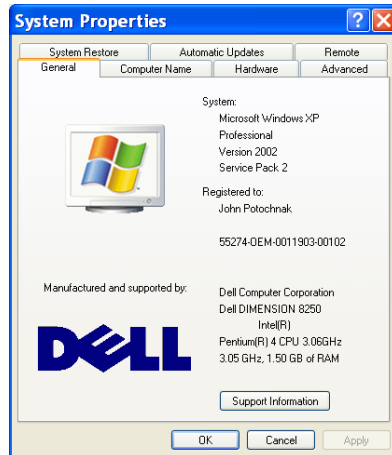 System Properties
System Restore
Automatic Updates
Remote
General
Computer Name
Hardware
Advanced
System:
Microsoft Windows XP
Professional
Version 2002
Service Pack 2
Registered to:
John Potochnak
55274-OEM-0011903-00102
Manufactured and supported by:
DELL
Dell Computer Corporation
Dell DIMENSION 8250
Intel(R)
Pentium(R) 4 CPU 3.06GHz
3.05 GHz, 1.50 GB of RAM
Support Information
OK
Cancel
Apply